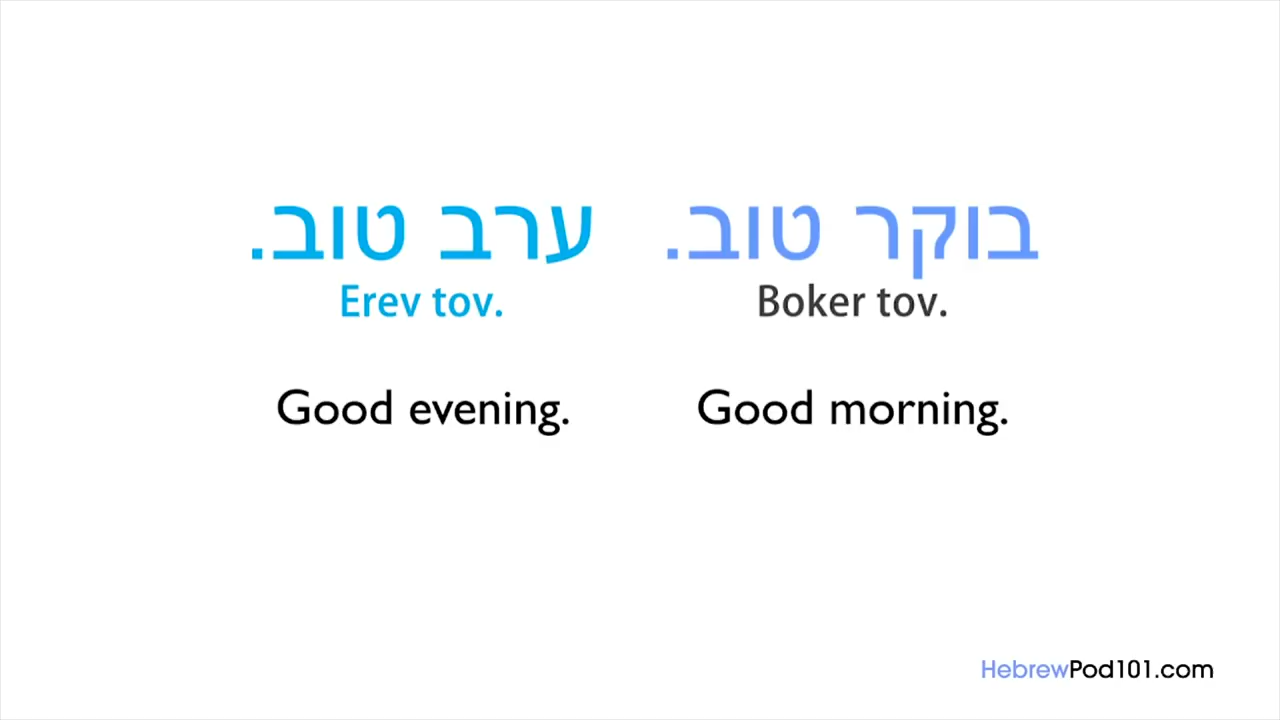 ערב טוב.
Erev tov.
Good evening.
בוקר טוב.
Boker tov.
Good morning.
HebrewPod101.com